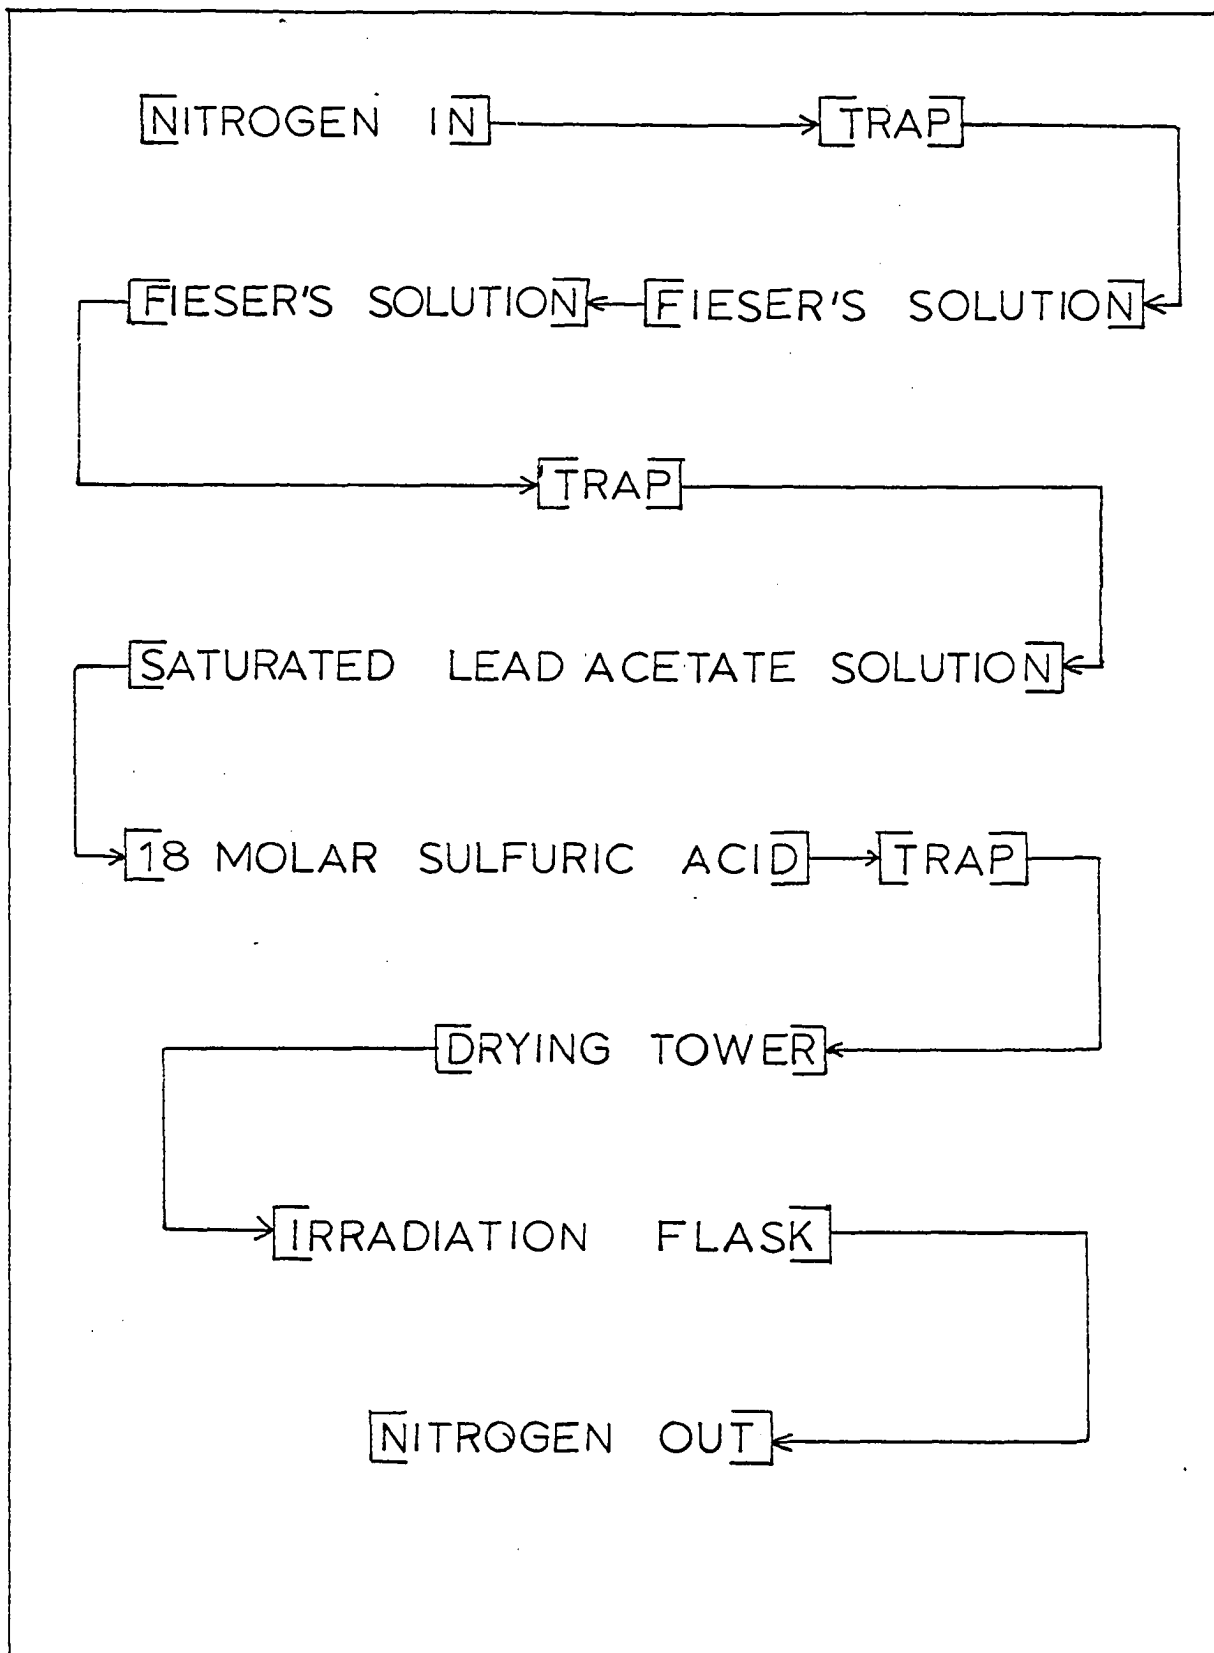 NITROGEN IN TRAP
FIESER'S SOLUTION FIESER'S SOLUTION
TRAP
SATURATED LEAD ACETATE SOLUTION
18 MOLAR SULFURIC ACID TRAP
DRYING TOWER
IRRADIATION FLASK
NITROGEN OUT